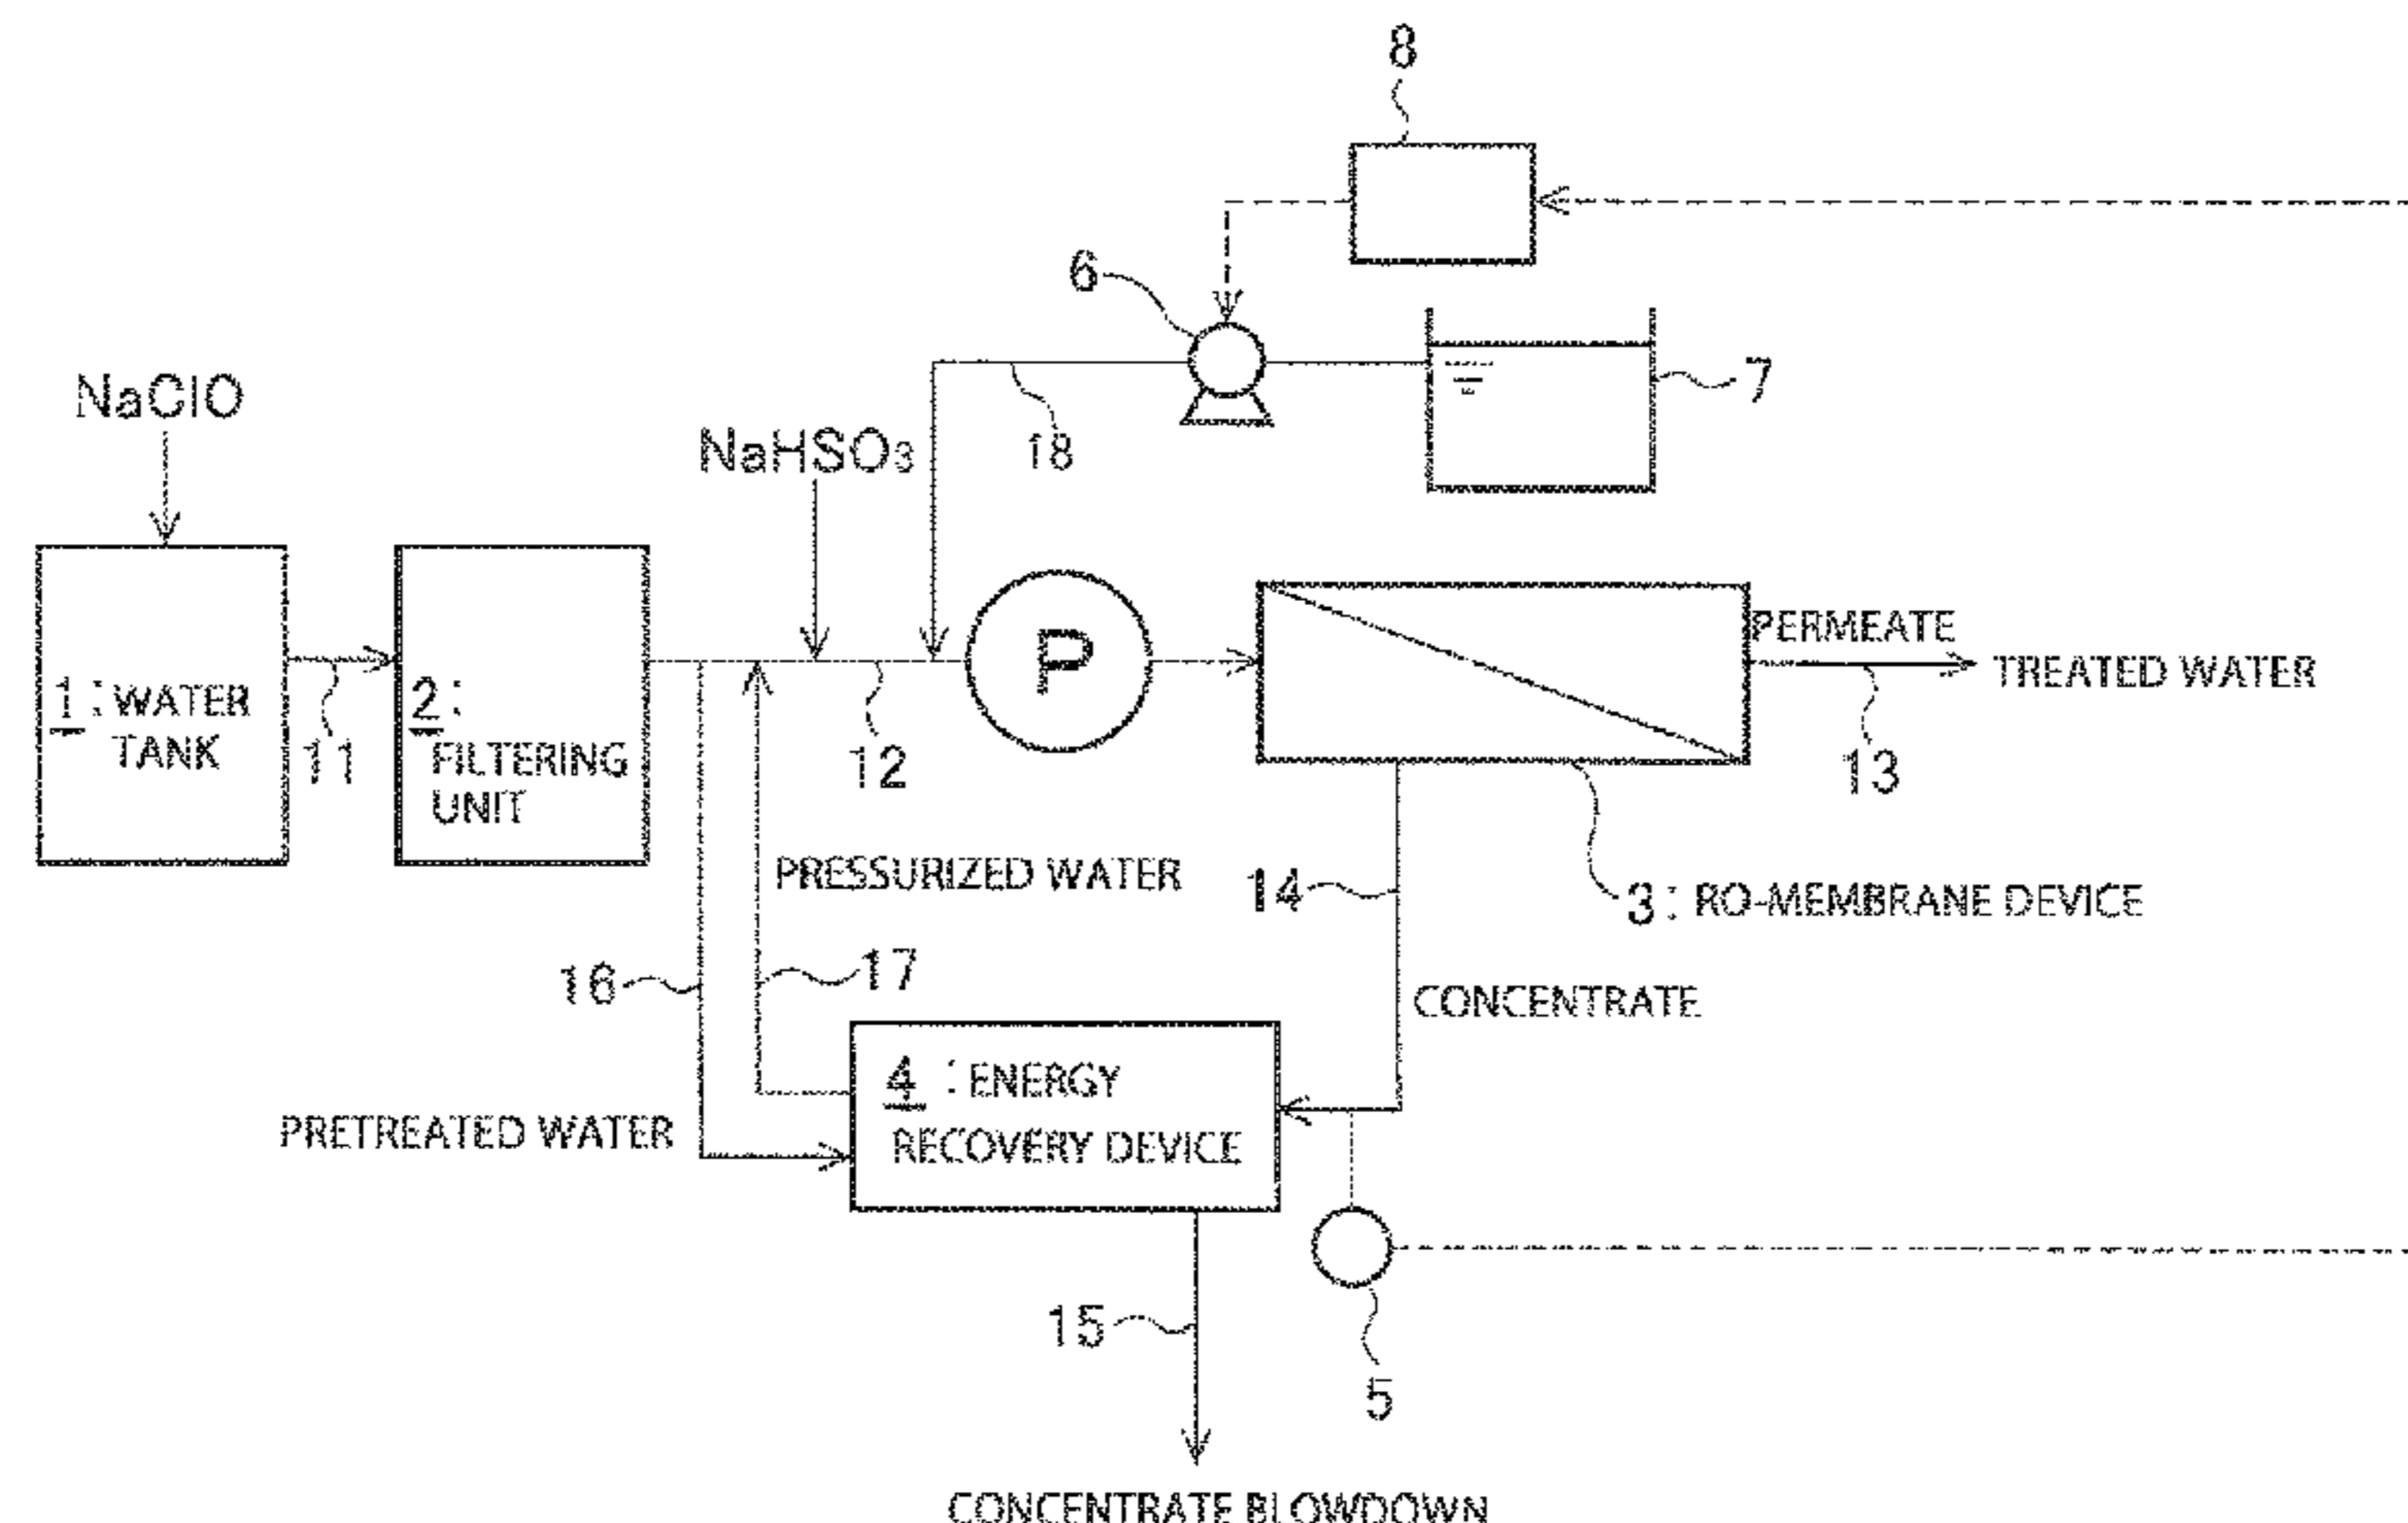 8
6
NaClO
7
NaHSO3
18
PERMEATE
TREATED WATER
P
1 : WATER
TANK
11
2 :
FILTERING
UNIT
12
13
PRESSURIZED WATER
14
3 : RO-MEMBRANE DEVICE
16
17
CONCENTRATE
4 : ENERGY
RECOVERY DEVICE
PRETREATED WATER
15
5
CONCENTRATE BLOWDOWN